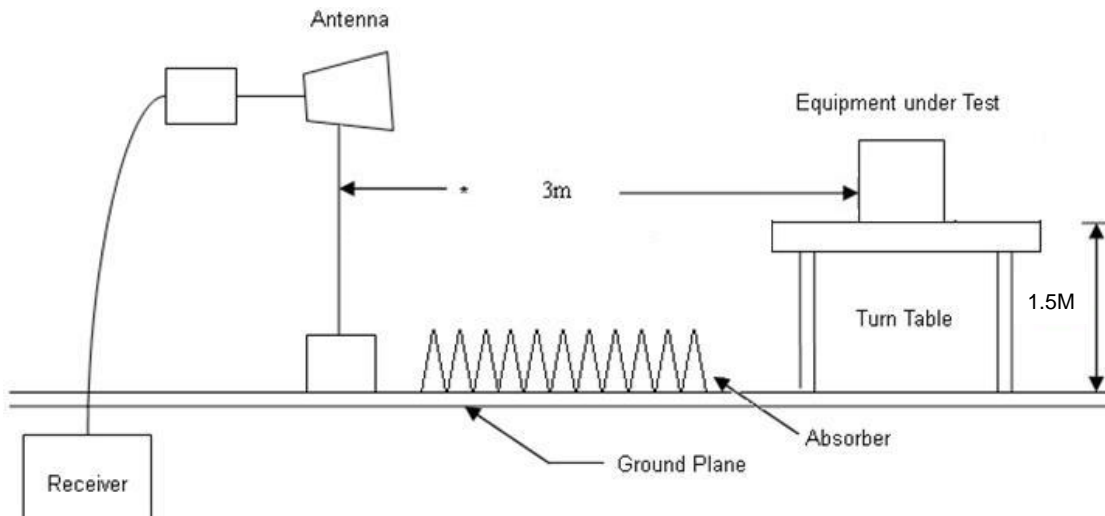 Antenna
Equipment under Test
* 3m
1.5M
Turn Table
Absorber
Ground Plane
Receiver